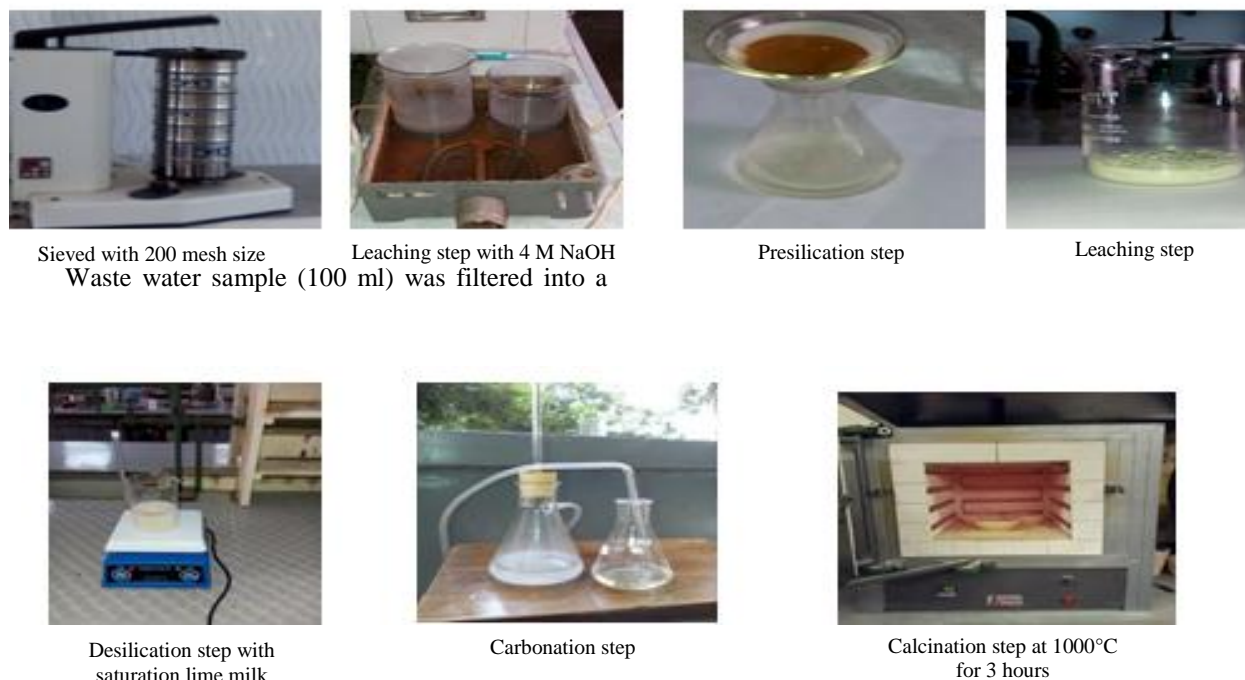 Sieved with 200 mesh size
Leaching step with 4 M NaOH
Presilication step
Leaching step
Waste water sample (100 ml) was filtered into a
Desilication step with
saturation lime milk
Carbonation step
Calcination step at 1000°C
for 3 hours